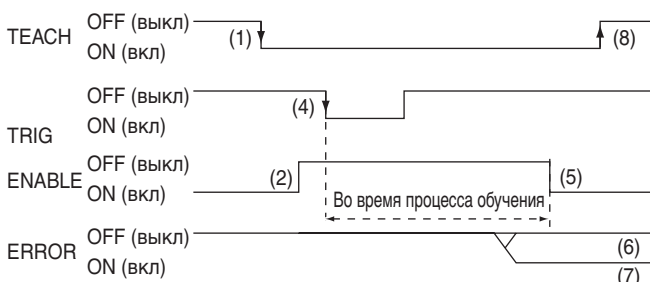 TEACH
OFF (выкл)
ON (вкл)
(1)
(8)
TRIG
OFF (выкл)
ON (вкл)
(4)
ENABLE
OFF (выкл)
ON (вкл)
(2)
(5)
Во время процесса обучения
ERROR
OFF (выкл)
ON (вкл)
(6)
(7)